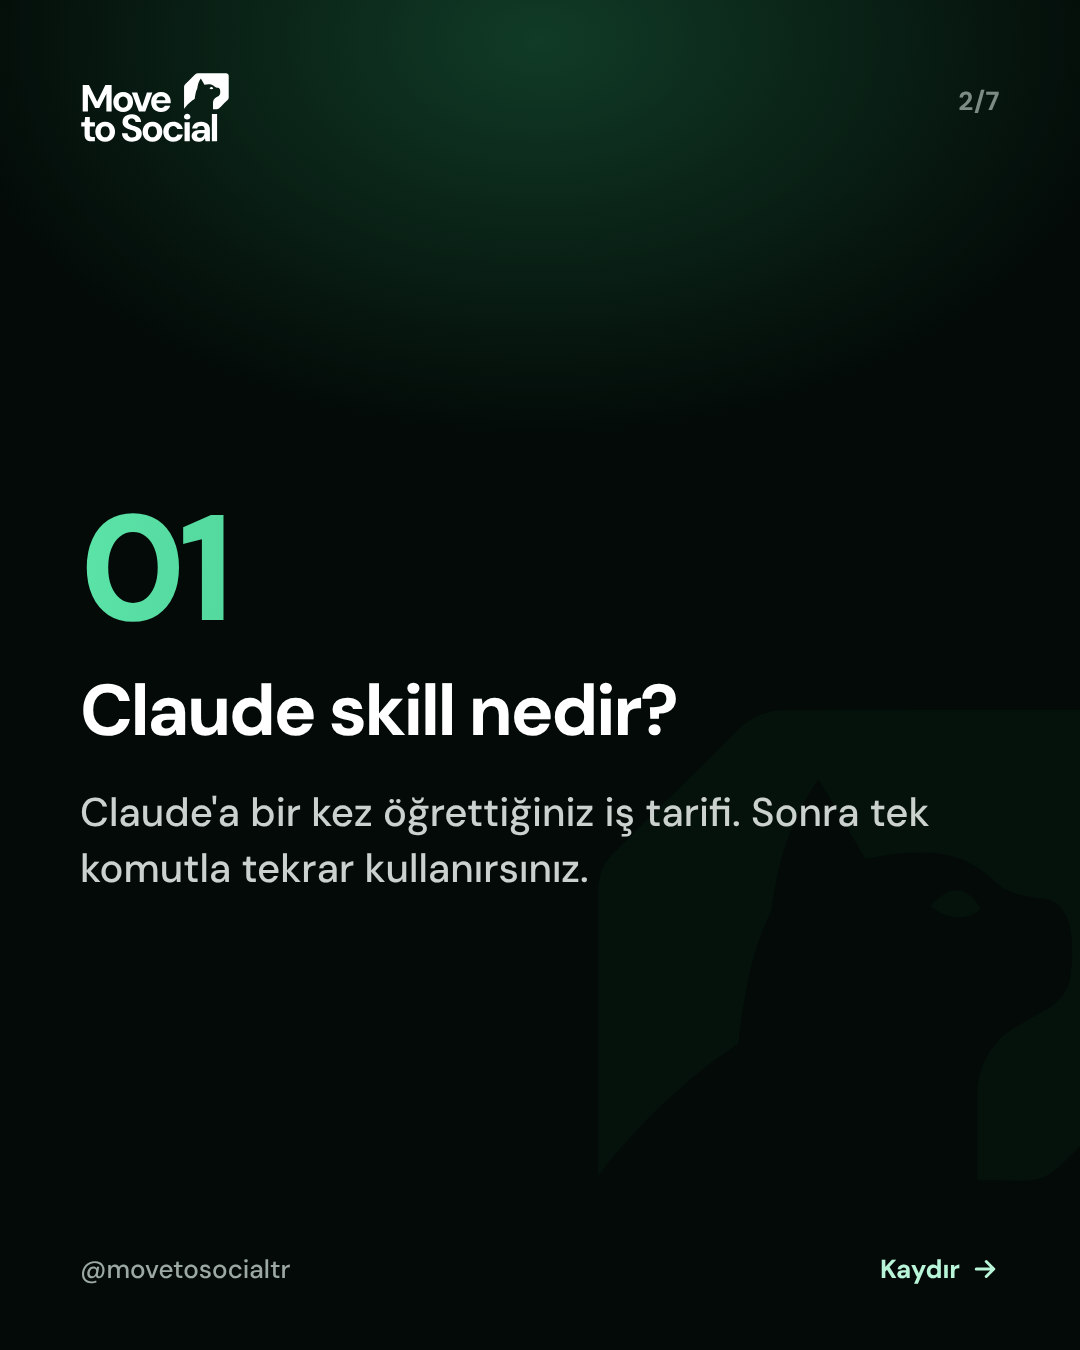 Move
to Social
2/7
01
Claude skill nedir?
Claude'a bir kez öğrettiğiniz iş tarifi. Sonra tek
komutla tekrar kullanırsınız.
@movetosocialtr
Kaydır →